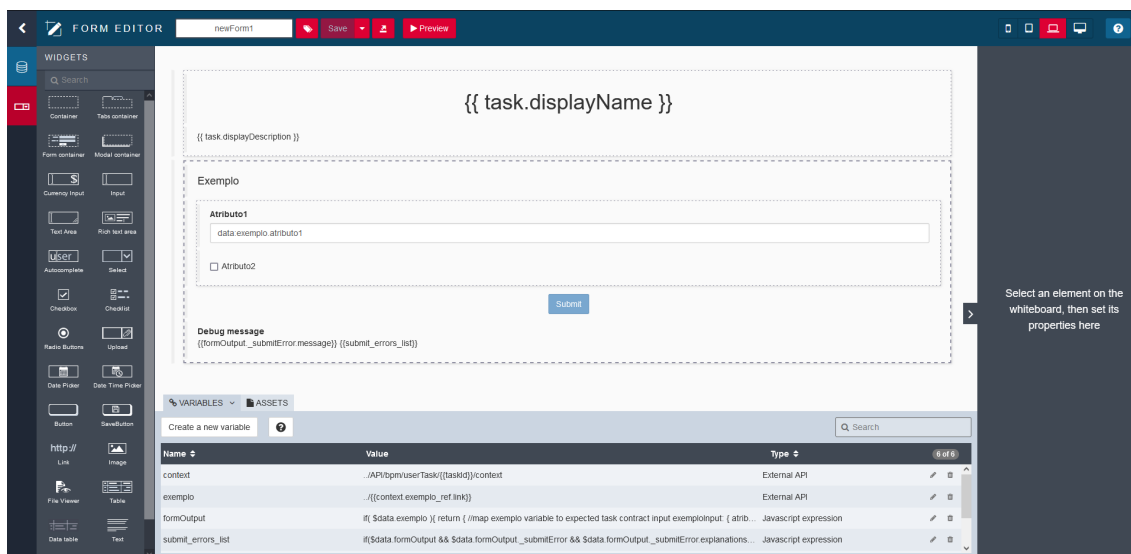 FORM EDITOR
newForm1
Save
Preview
WIDGETS
Search
Container
Tabs container
Form container
Modal container
$
Currency Input
Input
Text Area
Rich text area
user
Autocomplete
Select
Checkbox
Checklist
Radio Buttons
Upload
Date Picker
Date Time Picker
Button
SaveButton
http://
Link
Image
File Viewer
Table
Data table
Text
{{ task.displayName }}
{{ task.displayDescription }}
Exemplo
Atributo1
data:exemplo.atributo1
Atributo2
Submit
Debug message
{{formOutput._submitError.message}} {{submit_errors_list}}
VARIABLES
ASSETS
Create a new variable
?
Search
Name Value Type 6 of 6
context ../API/bpm/userTask/{{taskId}}/context External API
exemplo ../{{context.exemplo_ref.link}} External API
formOutput if( $data.exemplo ){ return { //map exemplo variable to expected task contract input exemploInput: { atrib... Javascript expression
submit_errors_list if($data.formOutput && $data.formOutput._submitError && $data.formOutput._submitError.explanations... Javascript expression
?
Select an element on the
whiteboard, then set its
properties here